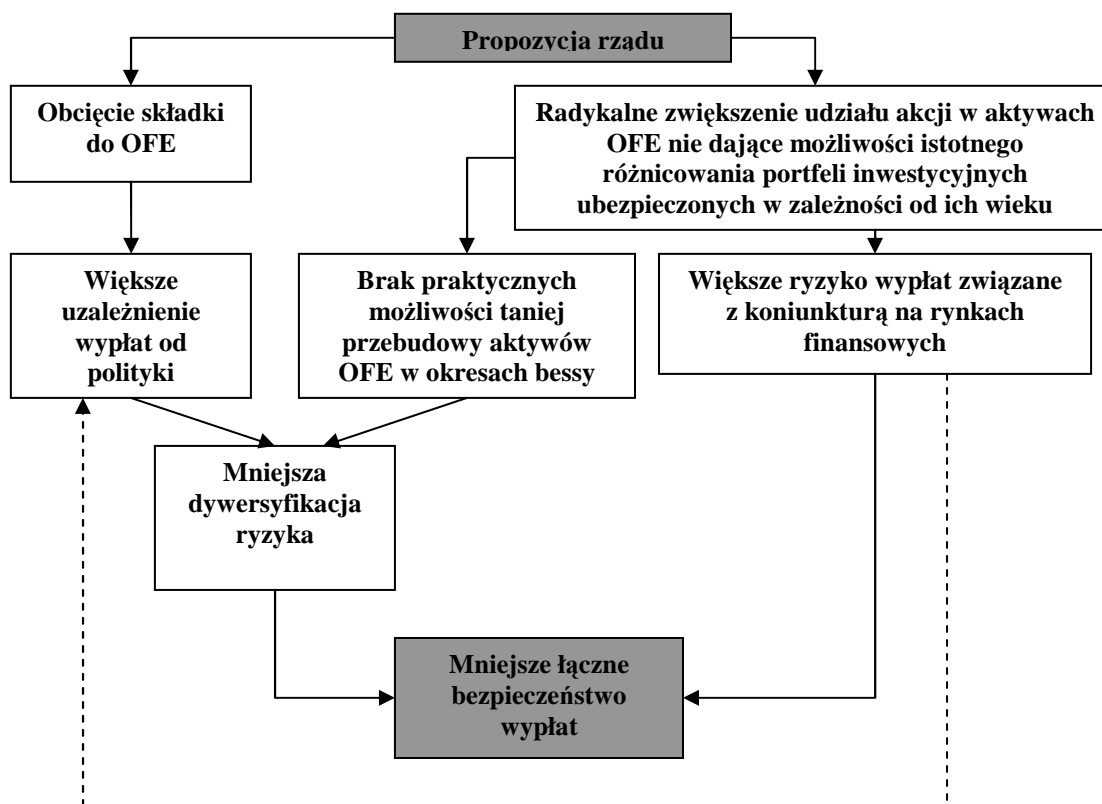 Propozycja rządu
Obcięcie składki
do OFE
Radykalne zwiększenie udziału akcji w aktywach
OFE nie dające możliwości istotnego
różnicowania portfeli inwestycyjnych
ubezpieczonych w zależności od ich wieku
Większe
uzależnienie
wypłat od
polityki
Brak praktycznych
możliwości taniej
przebudowy aktywów
OFE w okresach bessy
Większe ryzyko wypłat związane
z koniunkturą na rynkach
finansowych
Mniejsza
dywersyfikacja
ryzyka
Mniejsze łączne
bezpieczeństwo
wypłat